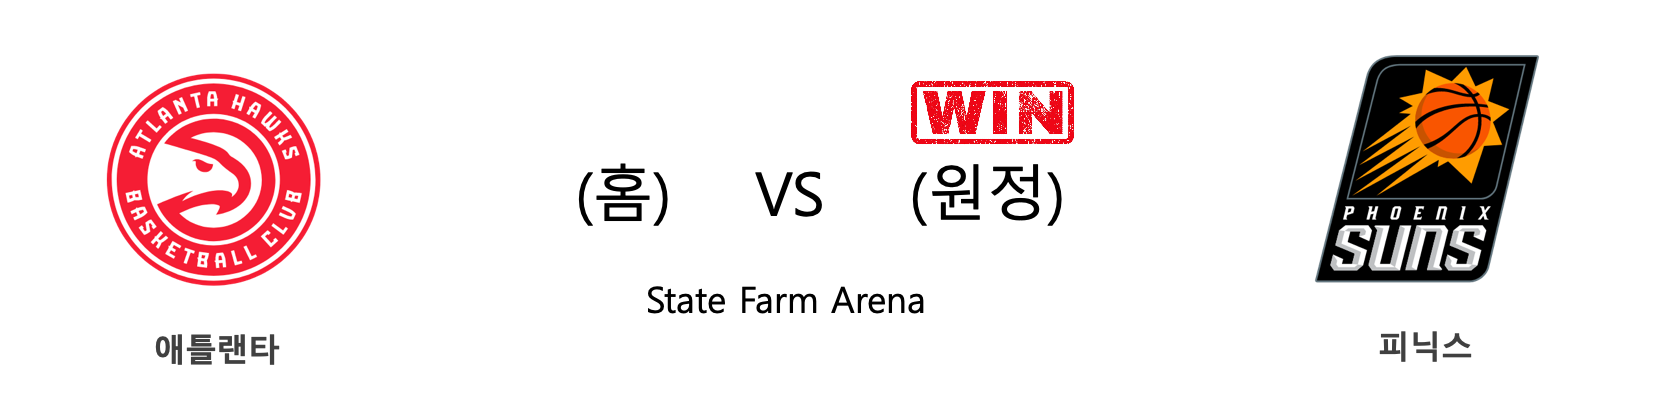 ATLANTA HAWKS
BASKETBALL CLUB
애틀랜타
WIN
(홈) VS (원정)
State Farm Arena
PHOENIX
SUNS
피닉스